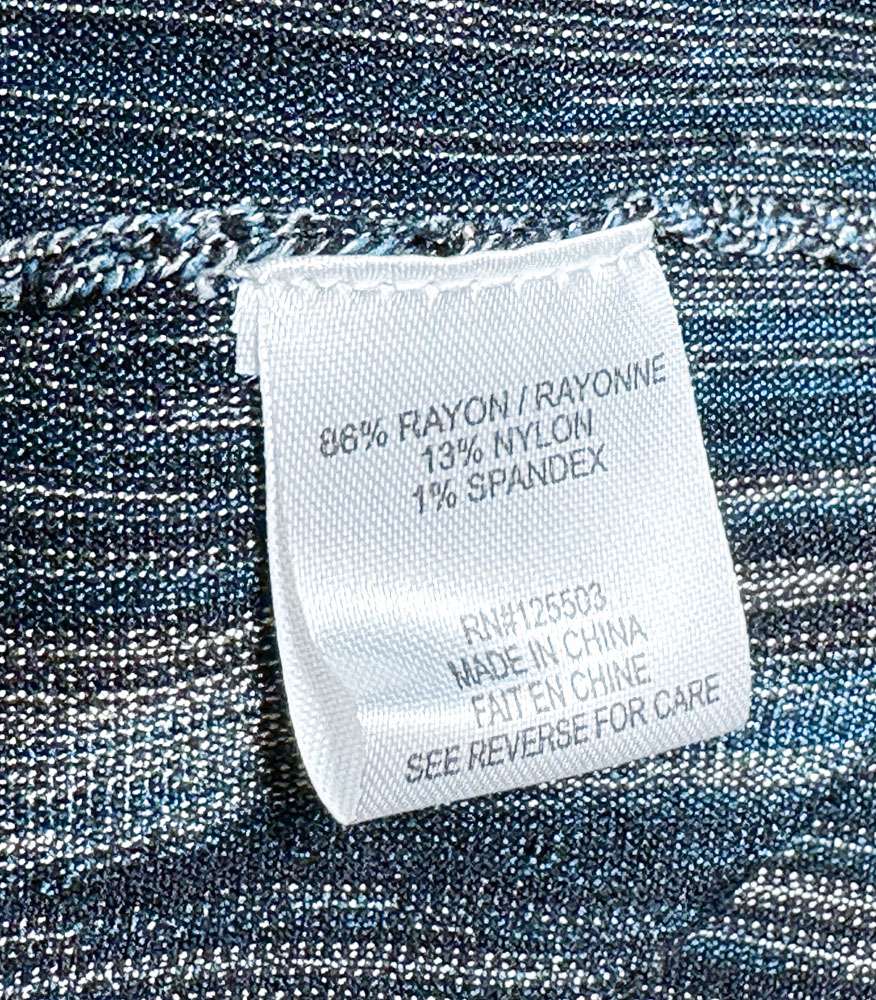 86% RAYON / RAYONNE
13% NYLON
1% SPANDEX
RN#125503
MADE IN CHINA
FAIT EN CHINE
SEE REVERSE FOR CARE